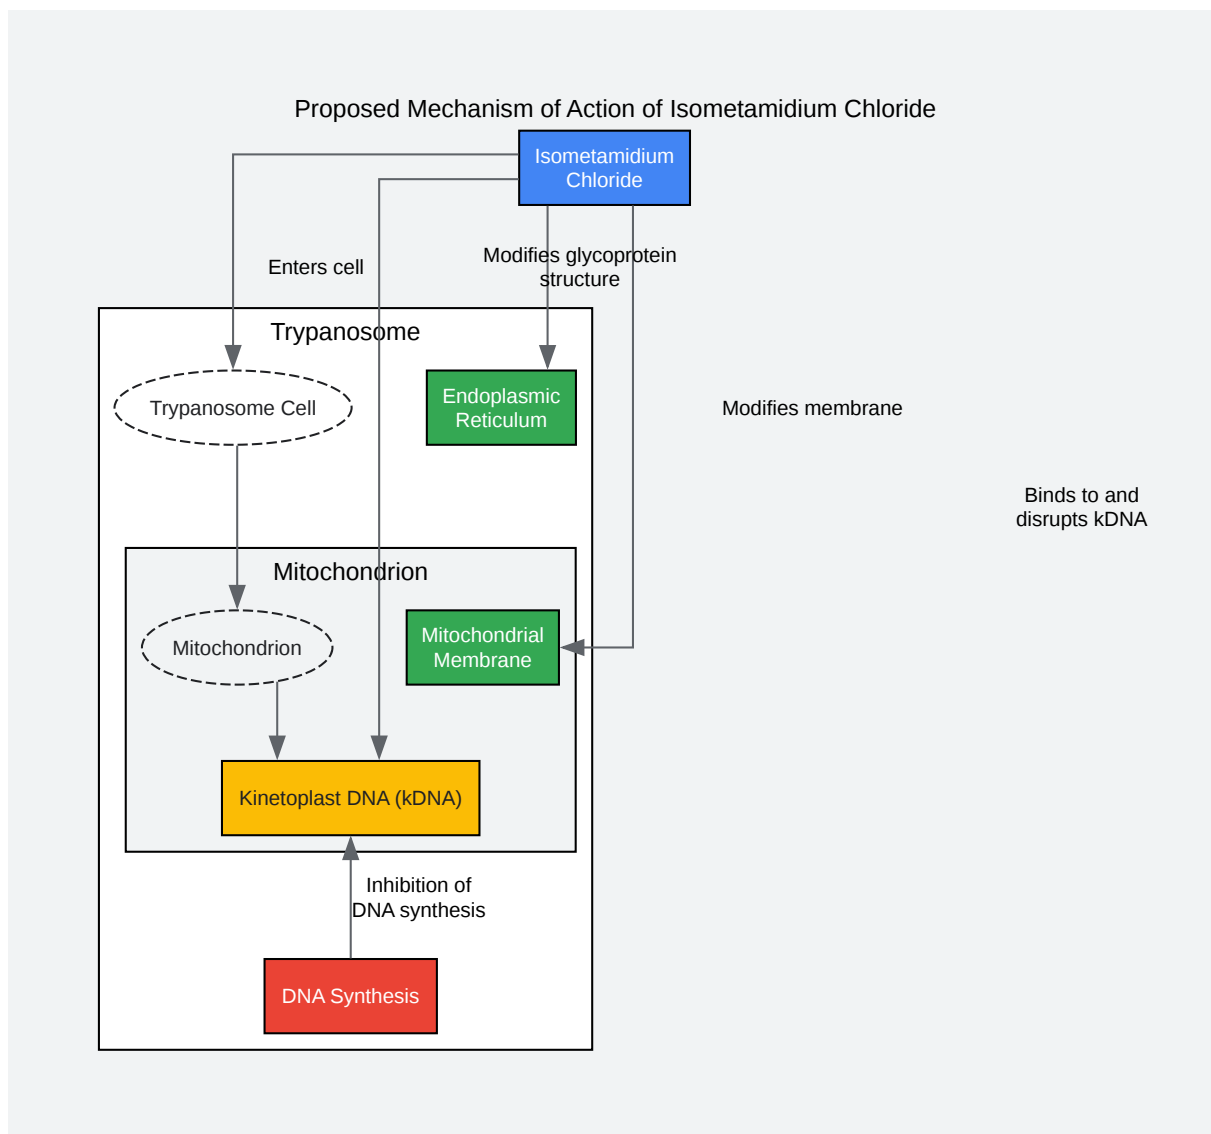 Proposed Mechanism of Action of Isometamidium Chloride
Isometamidium
Chloride
Enters cell
Modifies glycoprotein
structure
Trypanosome
Trypanosome Cell
Endoplasmic
Reticulum
Modifies membrane
Binds to and
disrupts kDNA
Mitochondrion
Mitochondrion
Mitochondrial
Membrane
Kinetoplast DNA (kDNA)
Inhibition of
DNA synthesis
DNA Synthesis